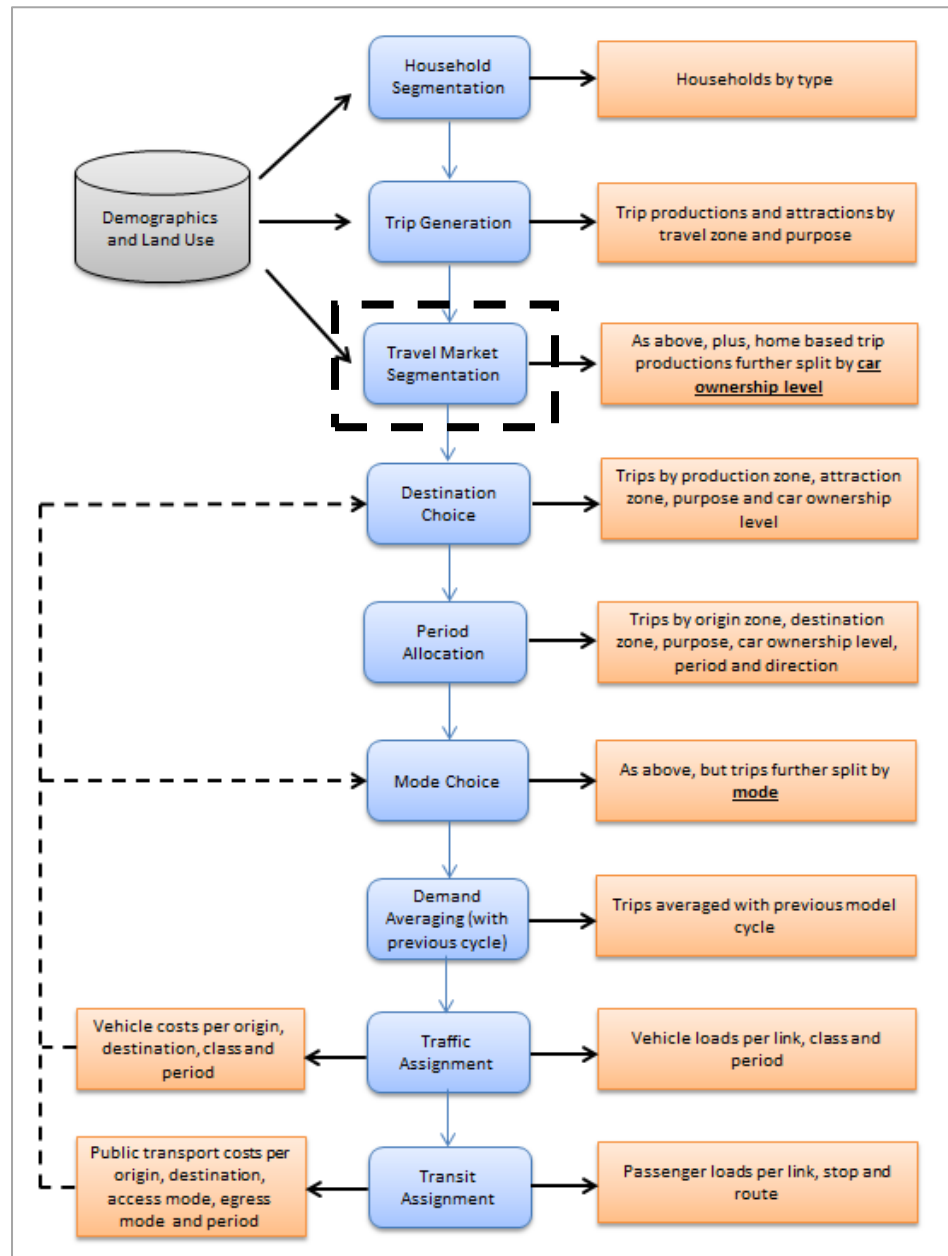 Household
Segmentation
Households by type
Demographics
and Land Use
Trip Generation
Trip productions and attractions by
travel zone and purpose
Travel Market
Segmentation
As above, plus, home based trip
productions further split by car
ownership level
Destination
Choice
Trips by production zone, attraction
zone, purpose and car ownership
level
Period
Allocation
Trips by origin zone, destination
zone, purpose, car ownership level,
period and direction
Mode Choice
As above, but trips further split by
mode
Demand
Averaging (with
previous cycle)
Trips averaged with previous model
cycle
Vehicle costs per origin,
destination, class and
period
Traffic
Assignment
Vehicle loads per link, class and
period
Public transport costs per
origin, destination,
access mode, egress
mode and period
Transit
Assignment
Passenger loads per link, stop and
route